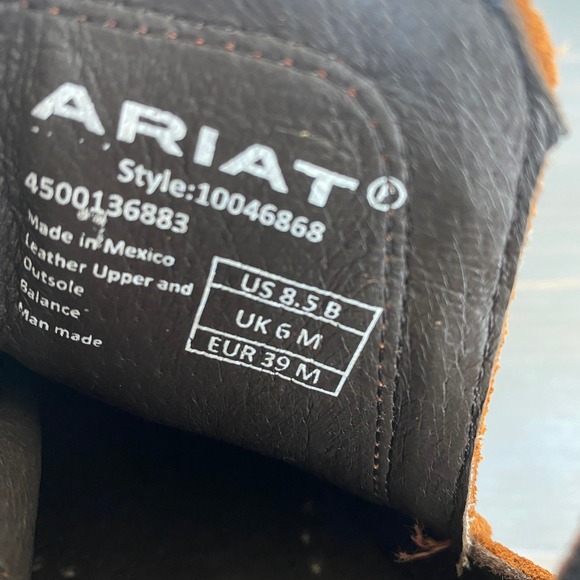 ARIAT®
Style:10046868
4500136883
Made in Mexico
Leather Upper and
Outsole
Balance
Man made
US 8.5 B
UK 6 M
EUR 39 M